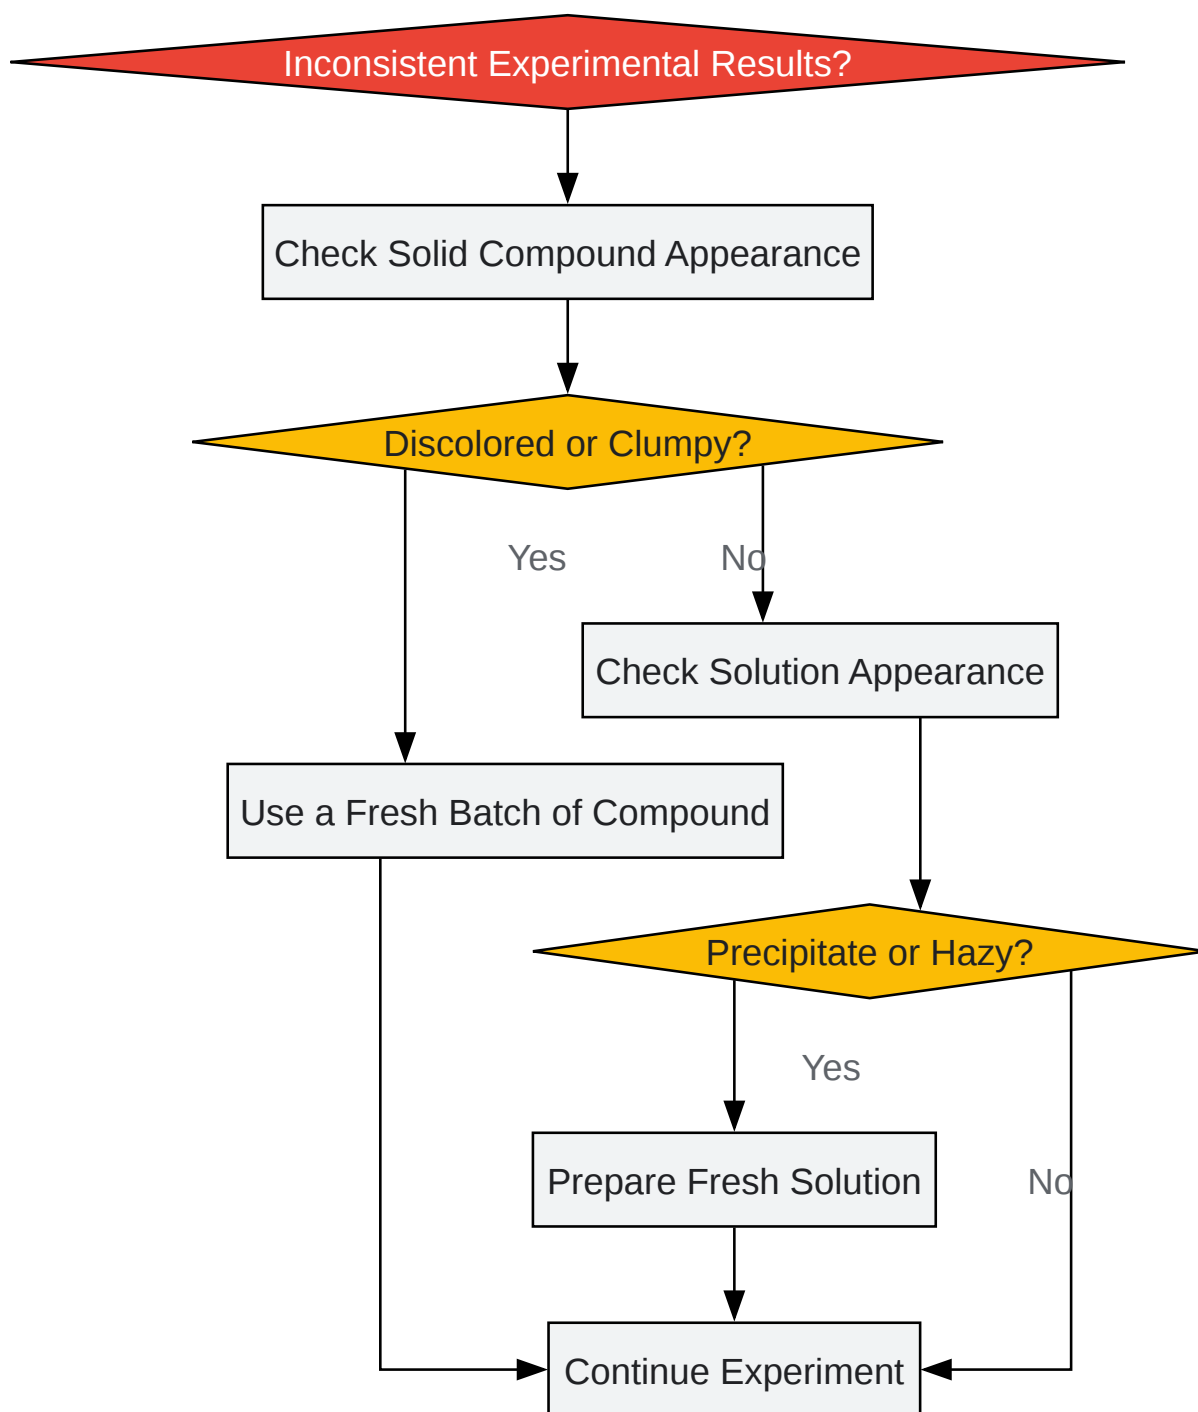 Inconsistent Experimental Results?
Check Solid Compound Appearance
Discolored or Clumpy?
Yes
No
Check Solution Appearance
Use a Fresh Batch of Compound
Precipitate or Hazy?
Yes
Prepare Fresh Solution
No
Continue Experiment